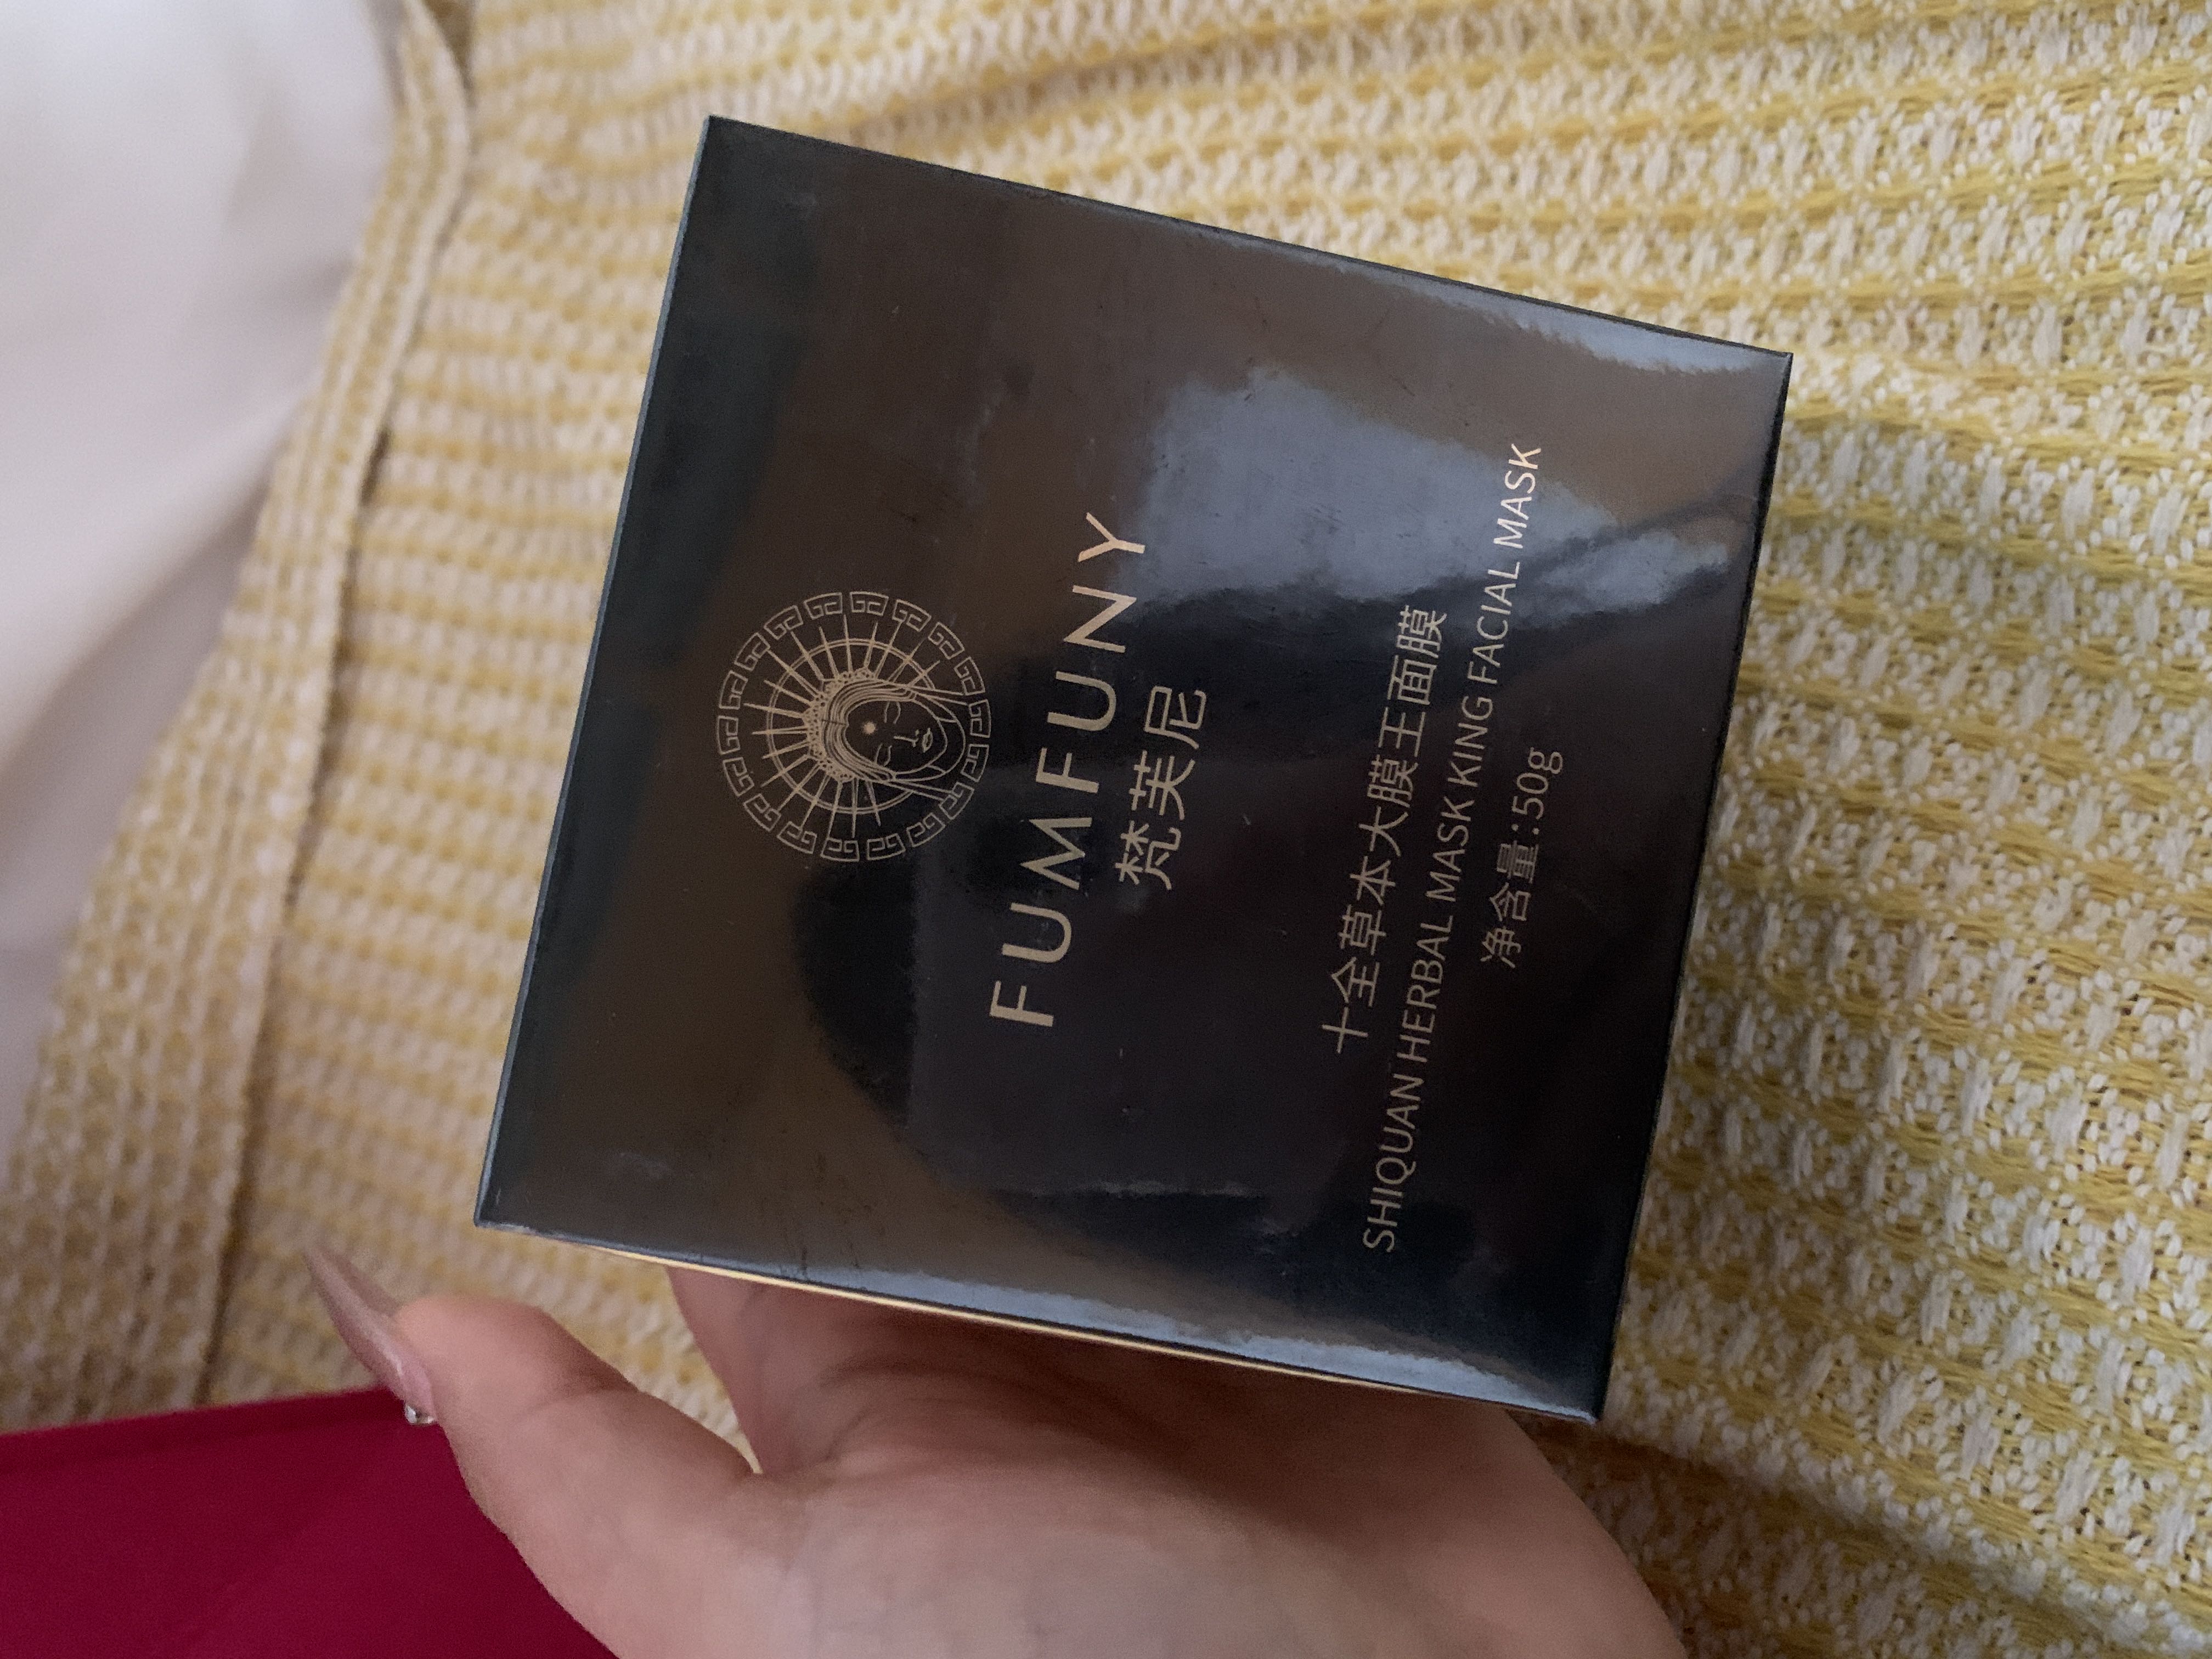 FUMFUNY
梵芙尼
十全草本大膜王面膜
SHIQUAN HERBAL MASK KING FACIAL MASK
净含量:50g